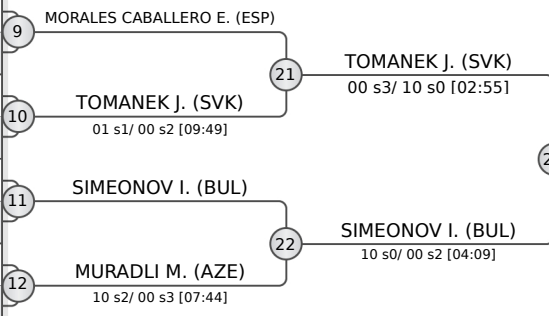 MORALES CABALLERO E. (ESP)
9
21
TOMANEK J. (SVK)
00 s3/ 10 s0 [02:55]
TOMANEK J. (SVK)
10
01 s1/ 00 s2 [09:49]
SIMEONOV I. (BUL)
11
22
SIMEONOV I. (BUL)
10 s0/ 00 s2 [04:09]
MURADLI M. (AZE)
12
10 s2/ 00 s3 [07:44]